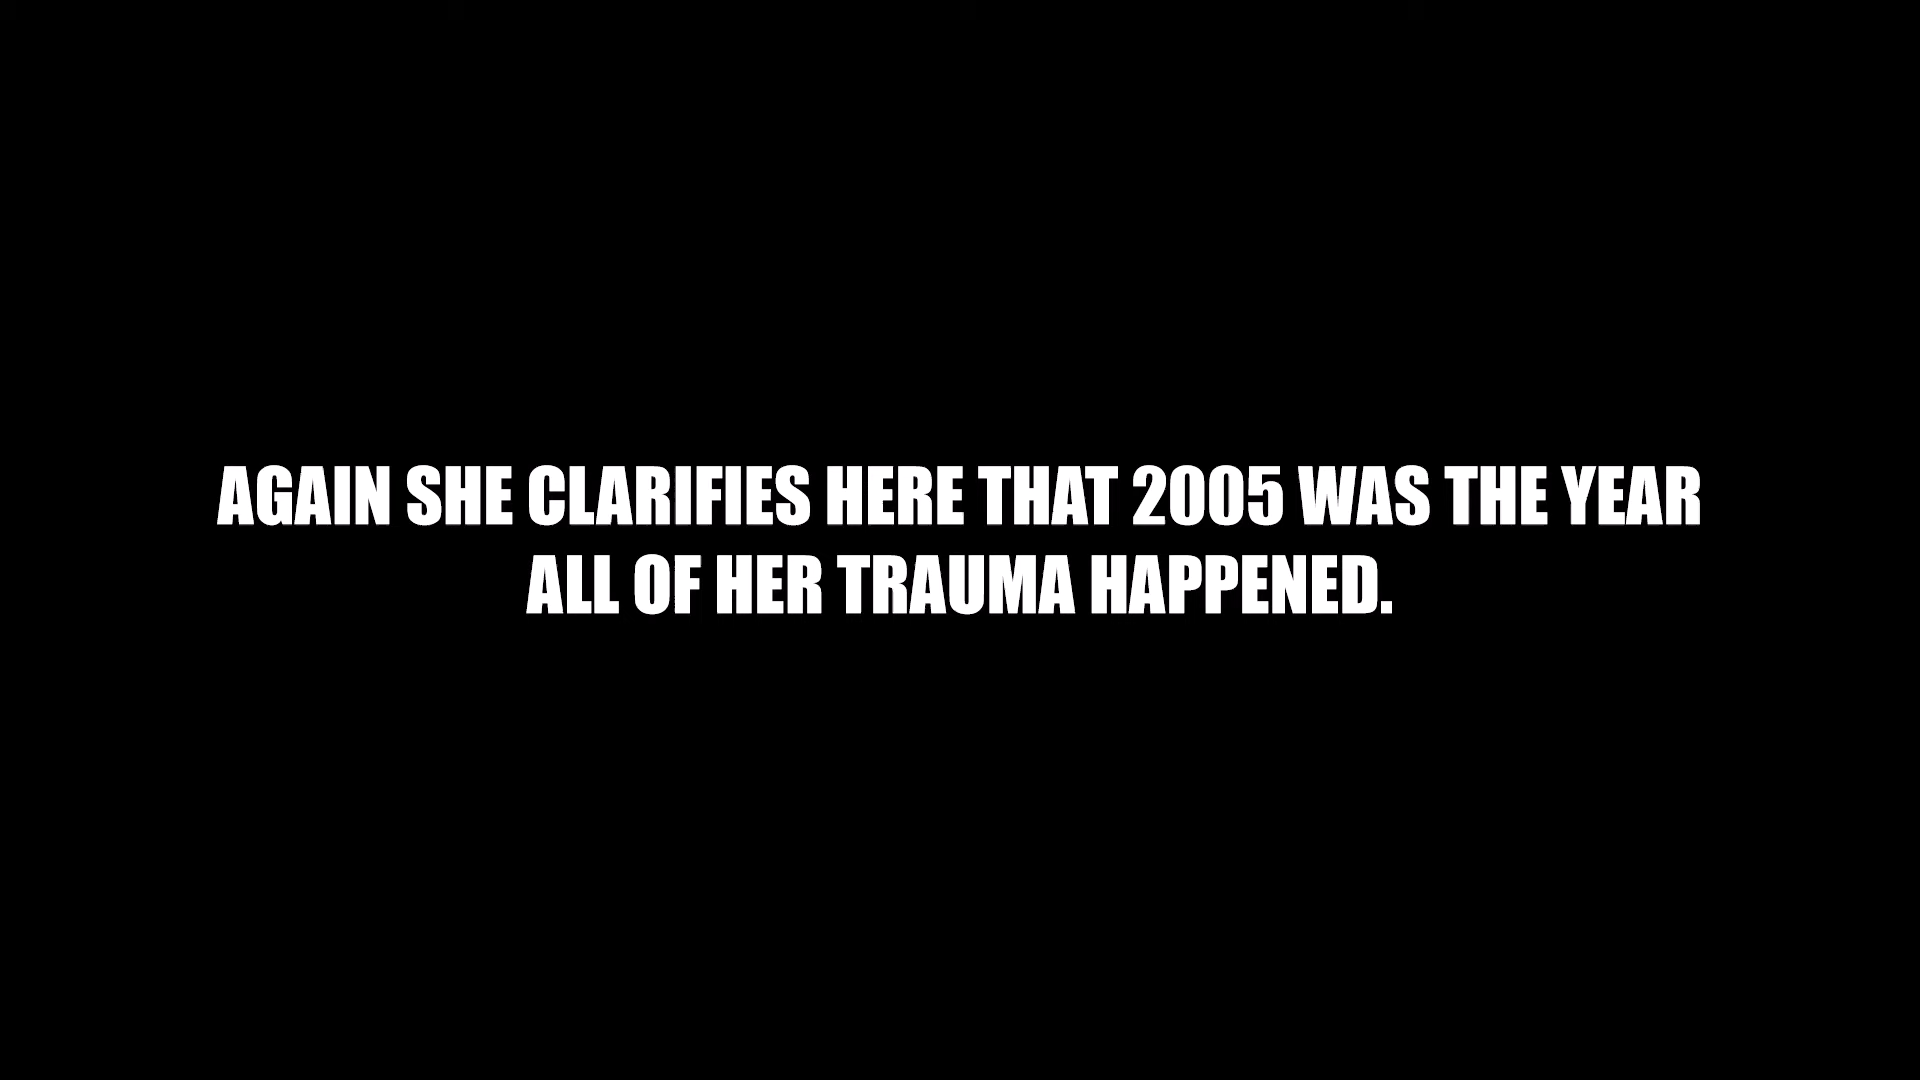 AGAIN SHE CLARIFIES HERE THAT 2005 WAS THE YEAR
ALL OF HER TRAUMA HAPPENED.